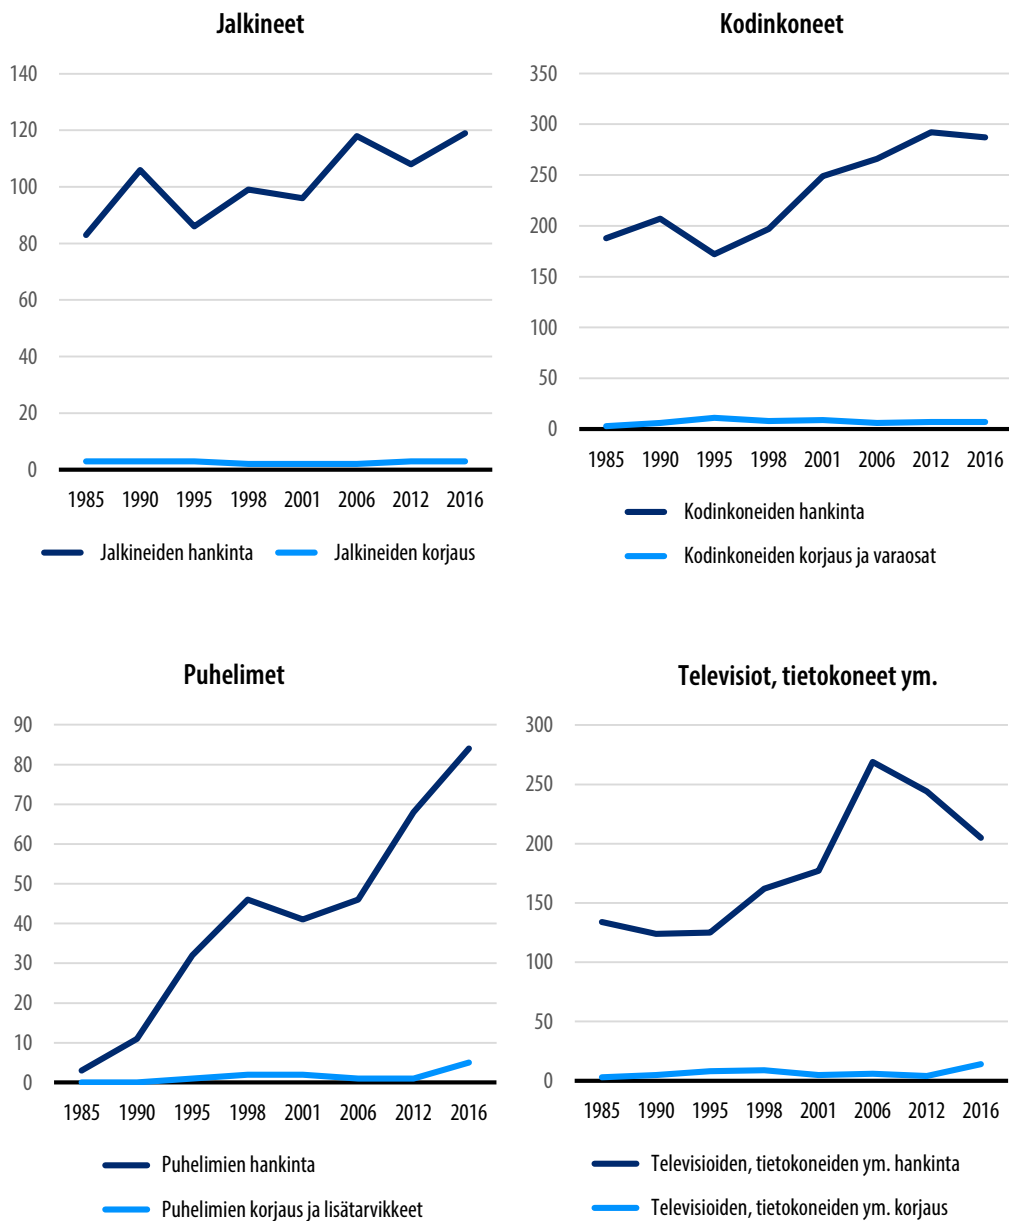 Jalkineet
140
120
100
80
60
40
20
0
1985 1990 1995 1998 2001 2006 2012 2016
Jalkineiden hankinta Jalkineiden korjaus
Kodinkoneet
350
300
250
200
150
100
50
0
1985 1990 1995 1998 2001 2006 2012 2016
Kodinkoneiden hankinta
Kodinkoneiden korjaus ja varaosat
Puhelimet
90
80
70
60
50
40
30
20
10
0
1985 1990 1995 1998 2001 2006 2012 2016
Puhelimien hankinta
Puhelimien korjaus ja lisätarvikkeet
Televisiot, tietokoneet ym.
300
250
200
150
100
50
0
1985 1990 1995 1998 2001 2006 2012 2016
Televisioiden, tietokoneiden ym. hankinta
Televisioiden, tietokoneiden ym. korjaus